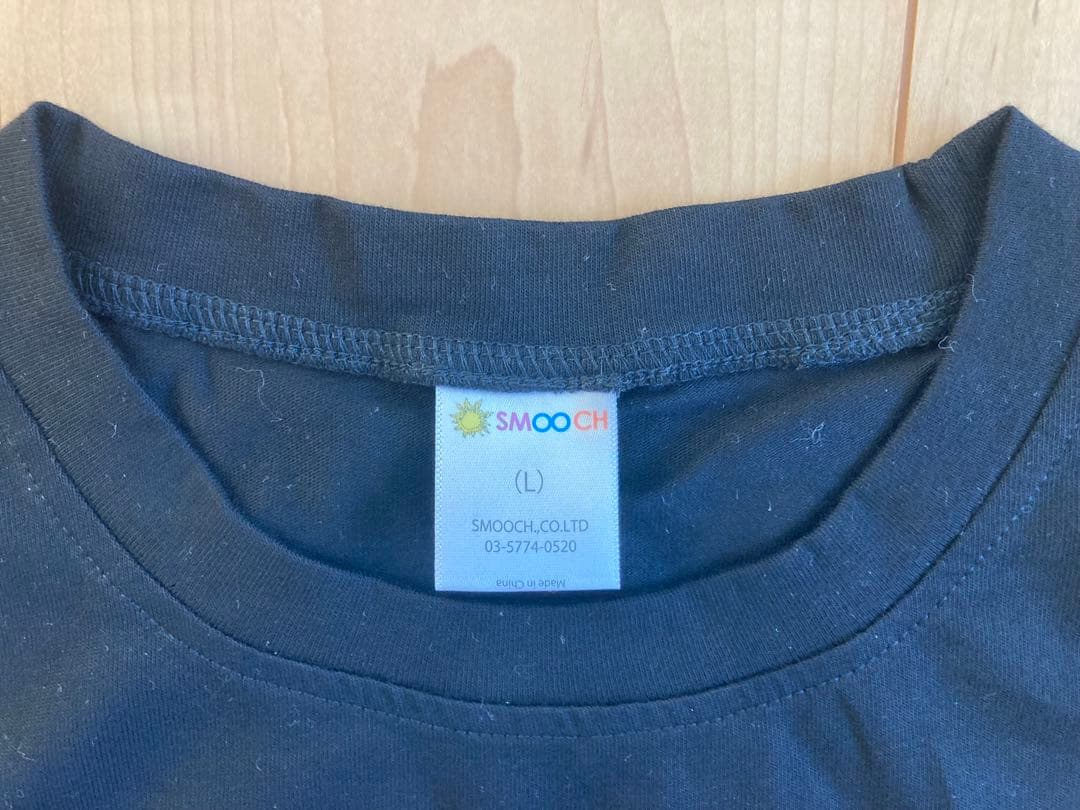 SMOOCH
(L)
SMOOCH.,CO.LTD
03-5774-0520
Made in China